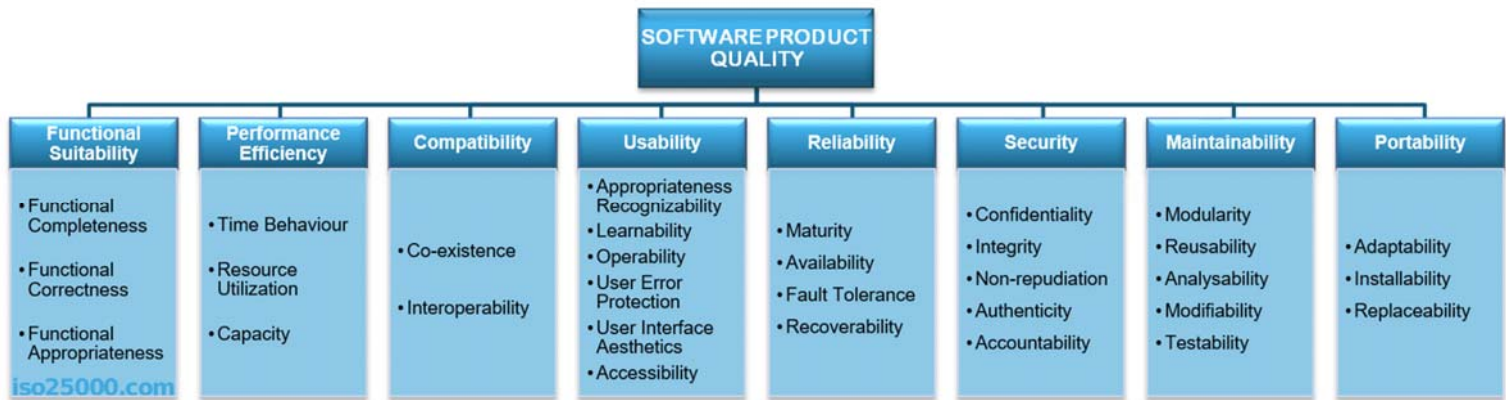 SOFTWARE PRODUCT
QUALITY
Functional
Suitability
• Functional
Completeness
• Functional
Correctness
• Functional
Appropriateness
Performance
Efficiency
• Time Behaviour
• Resource
Utilization
• Capacity
Compatibility
• Co-existence
• Interoperability
Usability
• Appropriateness
Recognizability
• Learnability
• Operability
• User Error
Protection
• User Interface
Aesthetics
• Accessibility
Reliability
• Maturity
• Availability
• Fault Tolerance
• Recoverability
Security
• Confidentiality
• Integrity
• Non-repudiation
• Authenticity
• Accountability
Maintainability
• Modularity
• Reusability
• Analysability
• Modifiability
• Testability
Portability
• Adaptability
• Installability
• Replaceability
iso25000.com